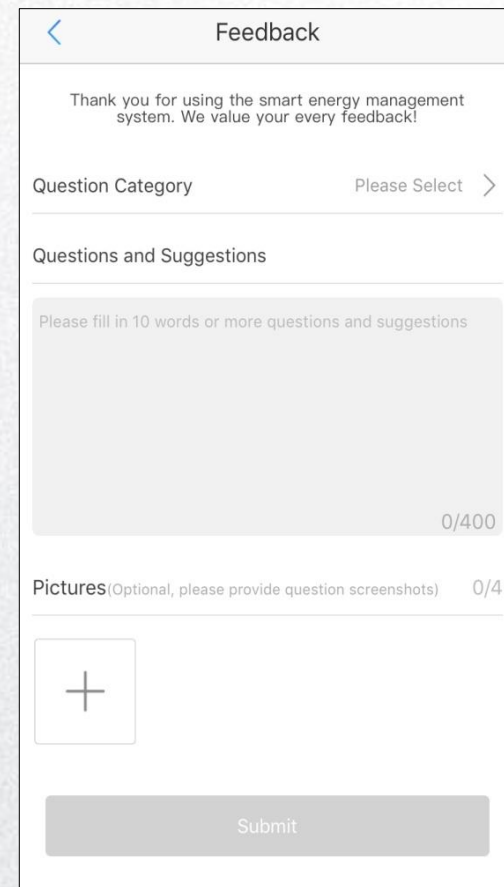 Feedback
Thank you for using the smart energy management
system. We value your every feedback!
Question Category Please Select
Questions and Suggestions
Please fill in 10 words or more questions and suggestions
0/400
Pictures(Optional, please provide question screenshots) 0/4
Submit